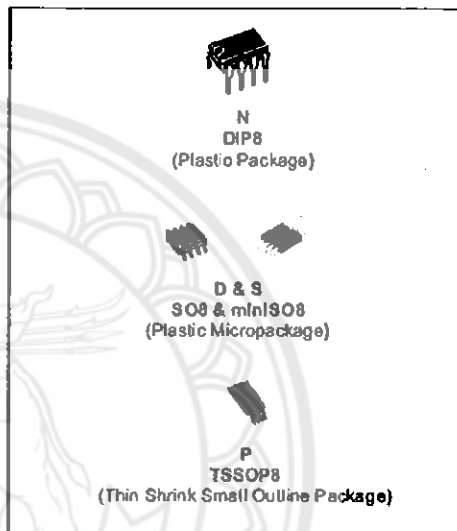 N
DIP8
(Plastic Package)
D & S
SO8 & miniSO8
(Plastic Micropackage)
P
TSSOP8
(Thin Shrink Small Outline Package)